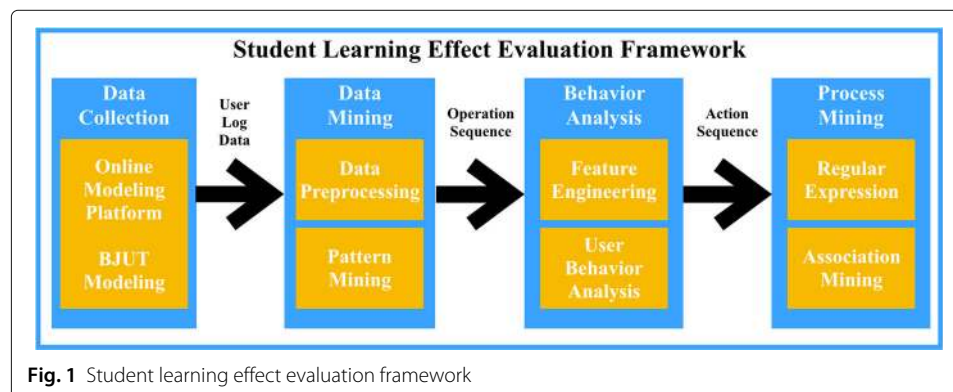 Student Learning Effect Evaluation Framework
Data
Collection
Online
Modeling
Platform
BJUT
Modeling
User
Log
Data
Data
Mining
Data
Preprocessing
Pattern
Mining
Operation
Sequence
Behavior
Analysis
Feature
Engineering
User
Behavior
Analysis
Action
Sequence
Process
Mining
Regular
Expression
Association
Mining
Fig. 1 Student learning effect evaluation framework